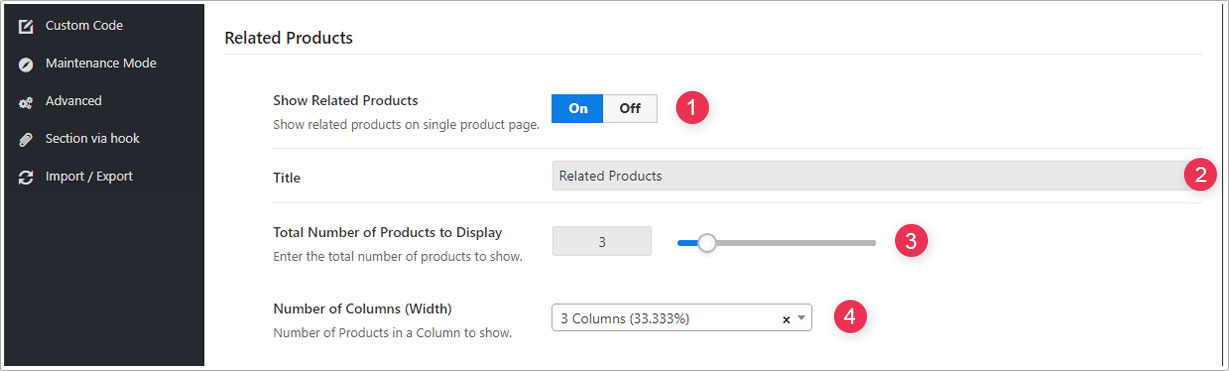 Custom Code
Maintenance Mode
Advanced
Section via hook
Import / Export
Related Products
Show Related Products
Show related products on single product page.
On Off
1
Title
Related Products
2
Total Number of Products to Display
Enter the total number of products to show.
3
3
Number of Columns (Width)
Number of Products in a Column to show.
3 Columns (33.333%) ×
4